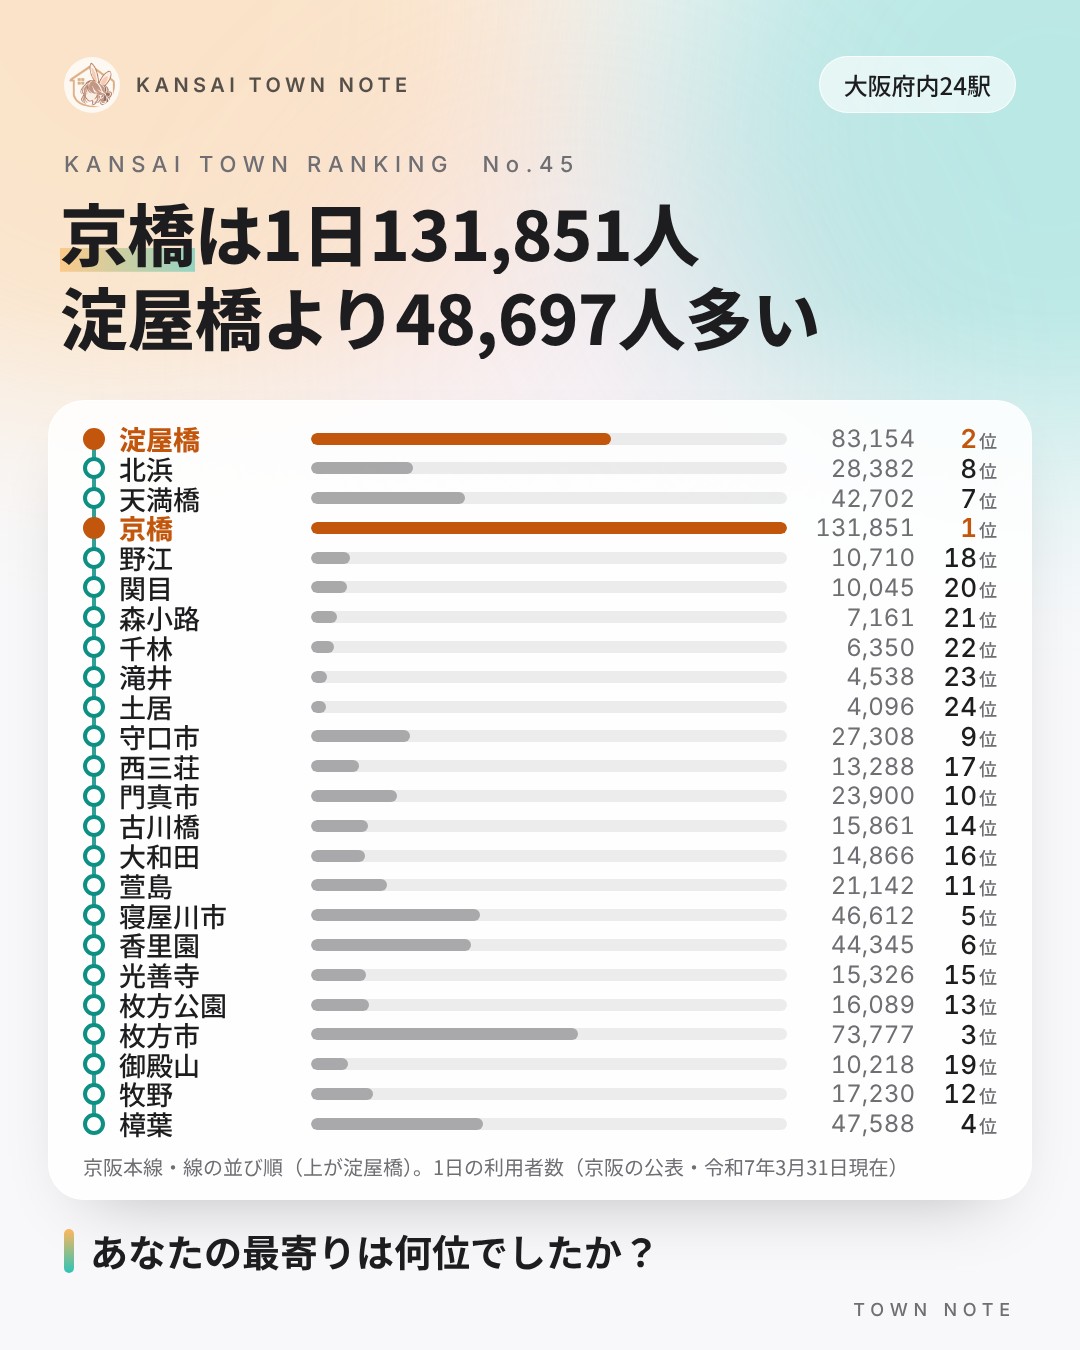 KANSAI TOWN NOTE
大阪府内24駅
KANSAI TOWN RANKING No.45
京橋は1日131,851人
淀屋橋より48,697人多い
淀屋橋 83,154 2位
北浜 28,382 8位
天満橋 42,702 7位
京橋 131,851 1位
野江 10,710 18位
関目 10,045 20位
森小路 7,161 21位
千林 6,350 22位
滝井 4,538 23位
土居 4,096 24位
守口市 27,308 9位
西三荘 13,288 17位
門真市 23,900 10位
古川橋 15,861 14位
大和田 14,866 16位
萱島 21,142 11位
寝屋川市 46,612 5位
香里園 44,345 6位
光善寺 15,326 15位
枚方公園 16,089 13位
枚方市 73,777 3位
御殿山 10,218 19位
牧野 17,230 12位
樟葉 47,588 4位
京阪本線・線の並び順（上が淀屋橋）。1日の利用者数（京阪の公表・令和7年3月31日現在）
あなたの最寄りは何位でしたか？
TOWN NOTE